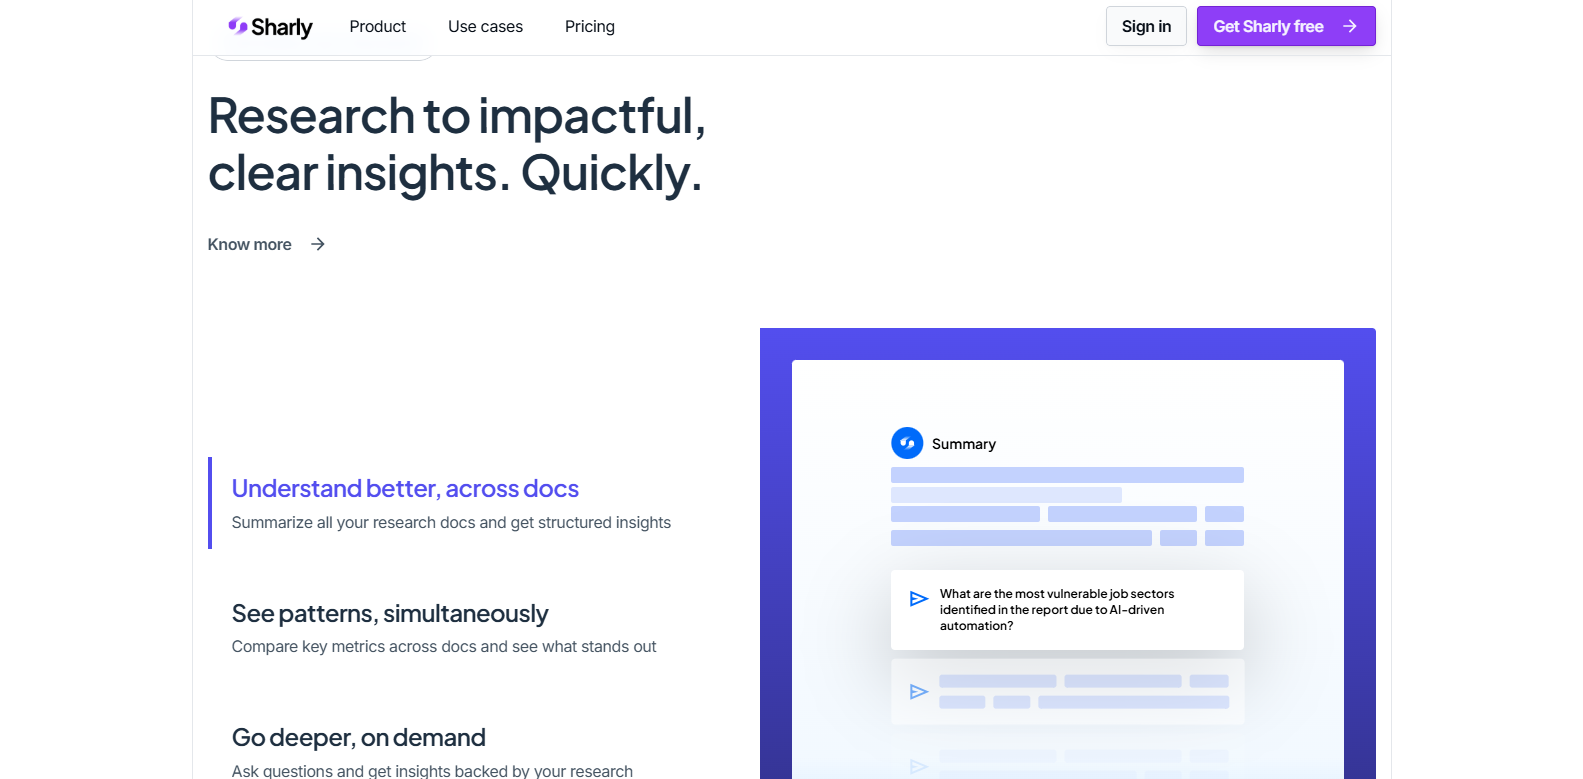 Sharly
Product
Use cases
Pricing
Sign in
Get Sharly free
Research to impactful,
clear insights. Quickly.
Know more
Understand better, across docs
Summarize all your research docs and get structured insights
See patterns, simultaneously
Compare key metrics across docs and see what stands out
Go deeper, on demand
Ask questions and get insights backed by your research
Summary
What are the most vulnerable job sectors
identified in the report due to AI-driven
automation?